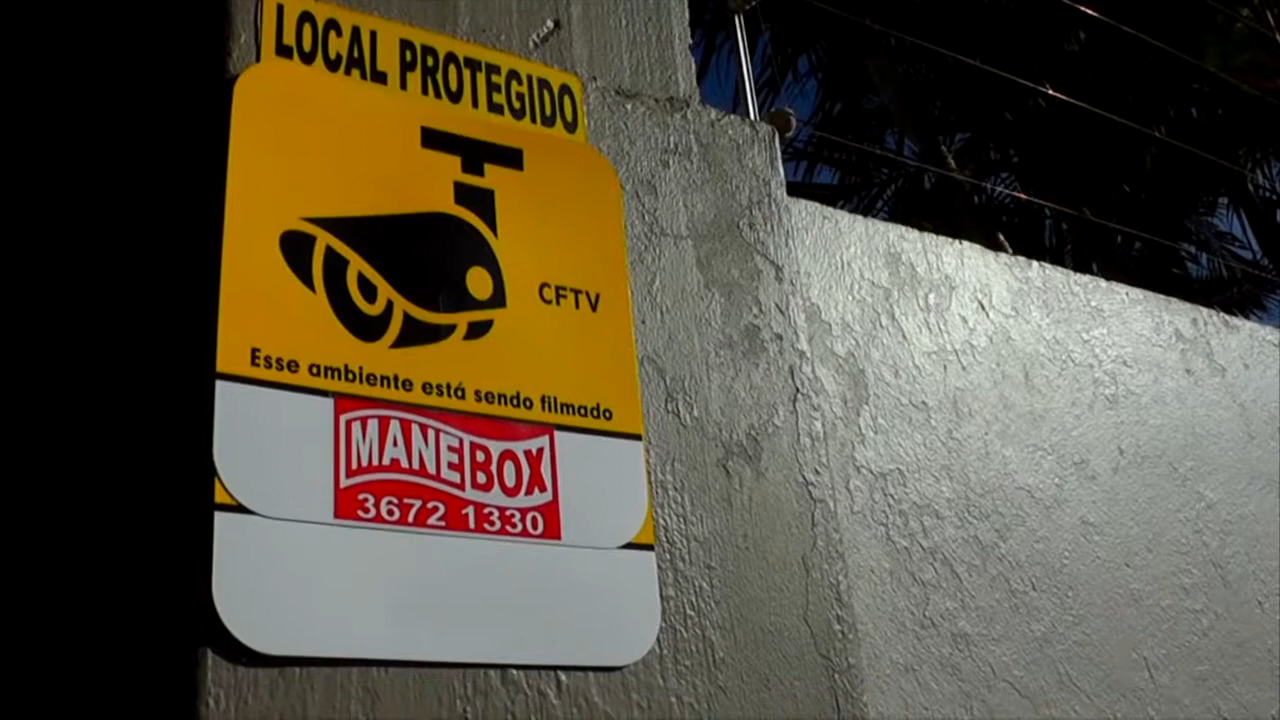 LOCAL PROTEGIDO
CFTV
Esse ambiente está sendo filmado
MANEBOX
3672 1330